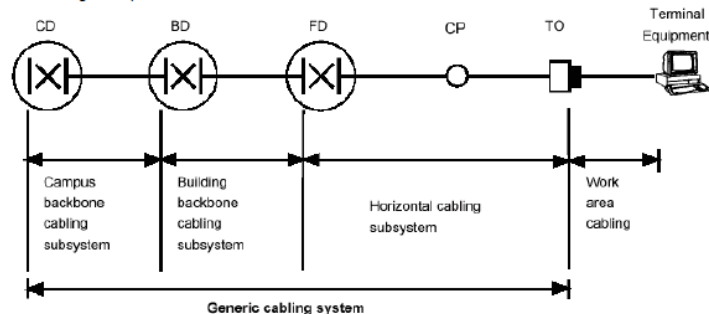 CD
BD
FD
CP
TO
Terminal
Equipment
Campus
backbone
cabling
subsystem
Building
backbone
cabling
subsystem
Horizontal cabling
subsystem
Work
area
cabling
Generic cabling system